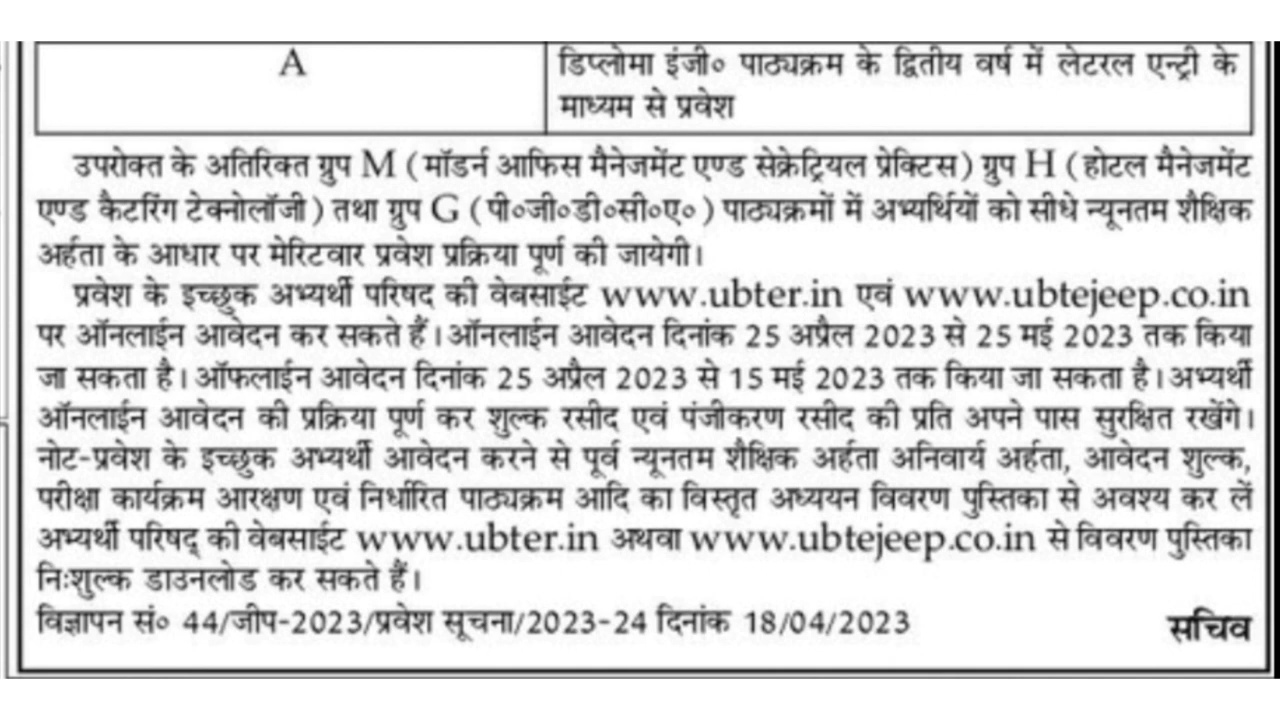 A
डिप्लोमा इंजी० पाठ्यक्रम के द्वितीय वर्ष में लेटरल एन्ट्री के
माध्यम से प्रवेश
उपरोक्त के अतिरिक्त ग्रुप M (मॉडर्न आफिस मैनेजमेंट एण्ड सेक्रेट्रियल प्रेक्टिस) ग्रुप H (होटल मैनेजमेंट
एण्ड कैटरिंग टेक्नोलॉजी) तथा ग्रुप G (पी०जी०डी०सी०ए०) पाठ्यक्रमों में अभ्यर्थियों को सीधे न्यूनतम शैक्षिक
अर्हता के आधार पर मेरिटवार प्रवेश प्रक्रिया पूर्ण की जायेगी।
प्रवेश के इच्छुक अभ्यर्थी परिषद की वेबसाईट www.ubter.in एवं www.ubtejeep.co.in
पर ऑनलाईन आवेदन कर सकते हैं। ऑनलाईन आवेदन दिनांक 25 अप्रैल 2023 से 25 मई 2023 तक किया
जा सकता है। ऑफलाईन आवेदन दिनांक 25 अप्रैल 2023 से 15 मई 2023 तक किया जा सकता है। अभ्यर्थी
ऑनलाईन आवेदन की प्रक्रिया पूर्ण कर शुल्क रसीद एवं पंजीकरण रसीद की प्रति अपने पास सुरक्षित रखेंगे।
नोट-प्रवेश के इच्छुक अभ्यर्थी आवेदन करने से पूर्व न्यूनतम शैक्षिक अर्हता अनिवार्य अर्हता, आवेदन शुल्क,
परीक्षा कार्यक्रम आरक्षण एवं निर्धारित पाठ्यक्रम आदि का विस्तृत अध्ययन विवरण पुस्तिका से अवश्य कर लें
अभ्यर्थी परिषद् की वेबसाईट www.ubter.in अथवा www.ubtejeep.co.in से विवरण पुस्तिका
निःशुल्क डाउनलोड कर सकते हैं।
विज्ञापन सं० 44/जीप-2023/प्रवेश सूचना/2023-24 दिनांक 18/04/2023
सचिव